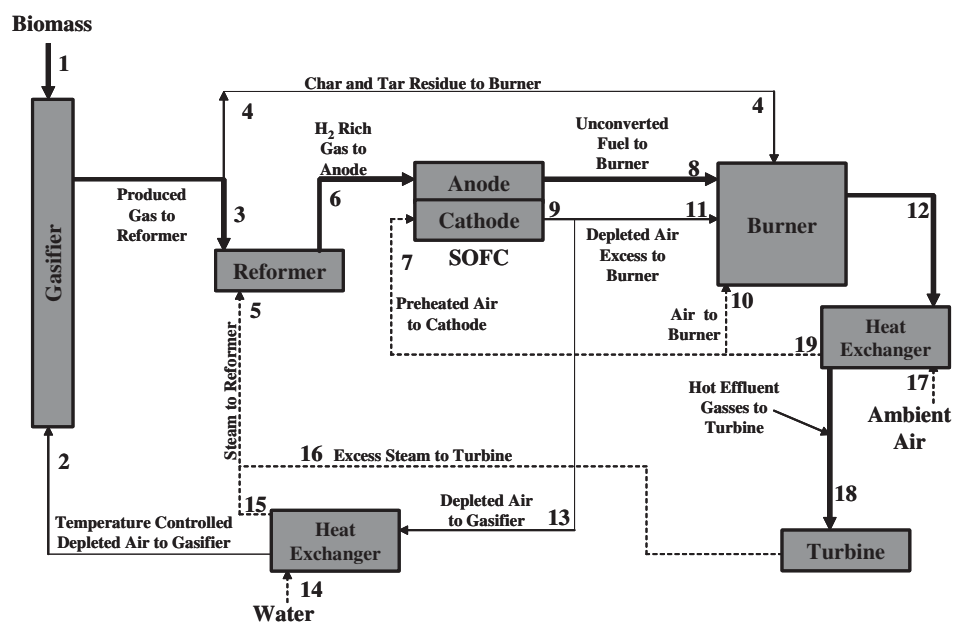 Biomass
1
Char and Tar Residue to Burner
4
4
H2 Rich
Gas to
Anode
Unconverted
Fuel to
Burner
8
Anode
6
Produced
Gas to
Reformer
3
Cathode
9
11
12
Burner
SOFC
Depleted Air
Excess to
Burner
7
Gasifier
Reformer
5
Preheated Air
to Cathode
Air to
Burner
10
Heat
Exchanger
19
17
Ambient
Air
Steam to Reformer
Hot Effluent
Gasses to
Turbine
2
16 Excess Steam to Turbine
15
Depleted Air
to Gasifier
13
18
Temperature Controlled
Depleted Air to Gasifier
Heat
Exchanger
Turbine
14
Water